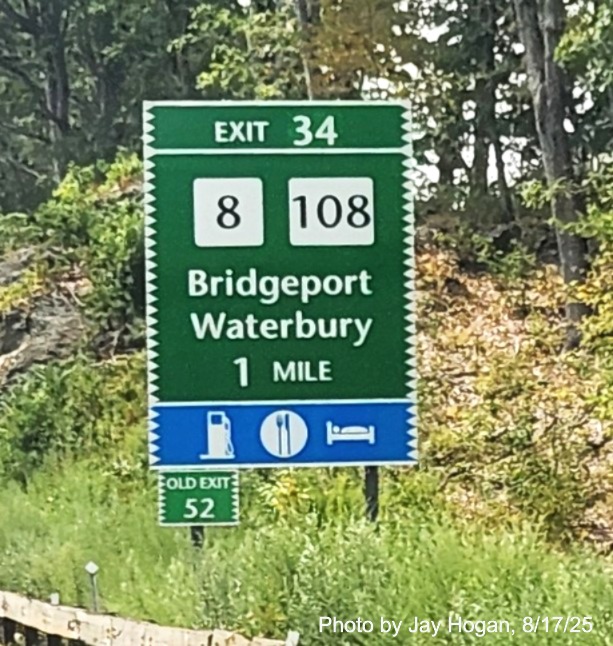 EXIT 34
8 108
Bridgeport
Waterbury
1 MILE
OLD EXIT
52
Photo by Jay Hogan, 8/17/25